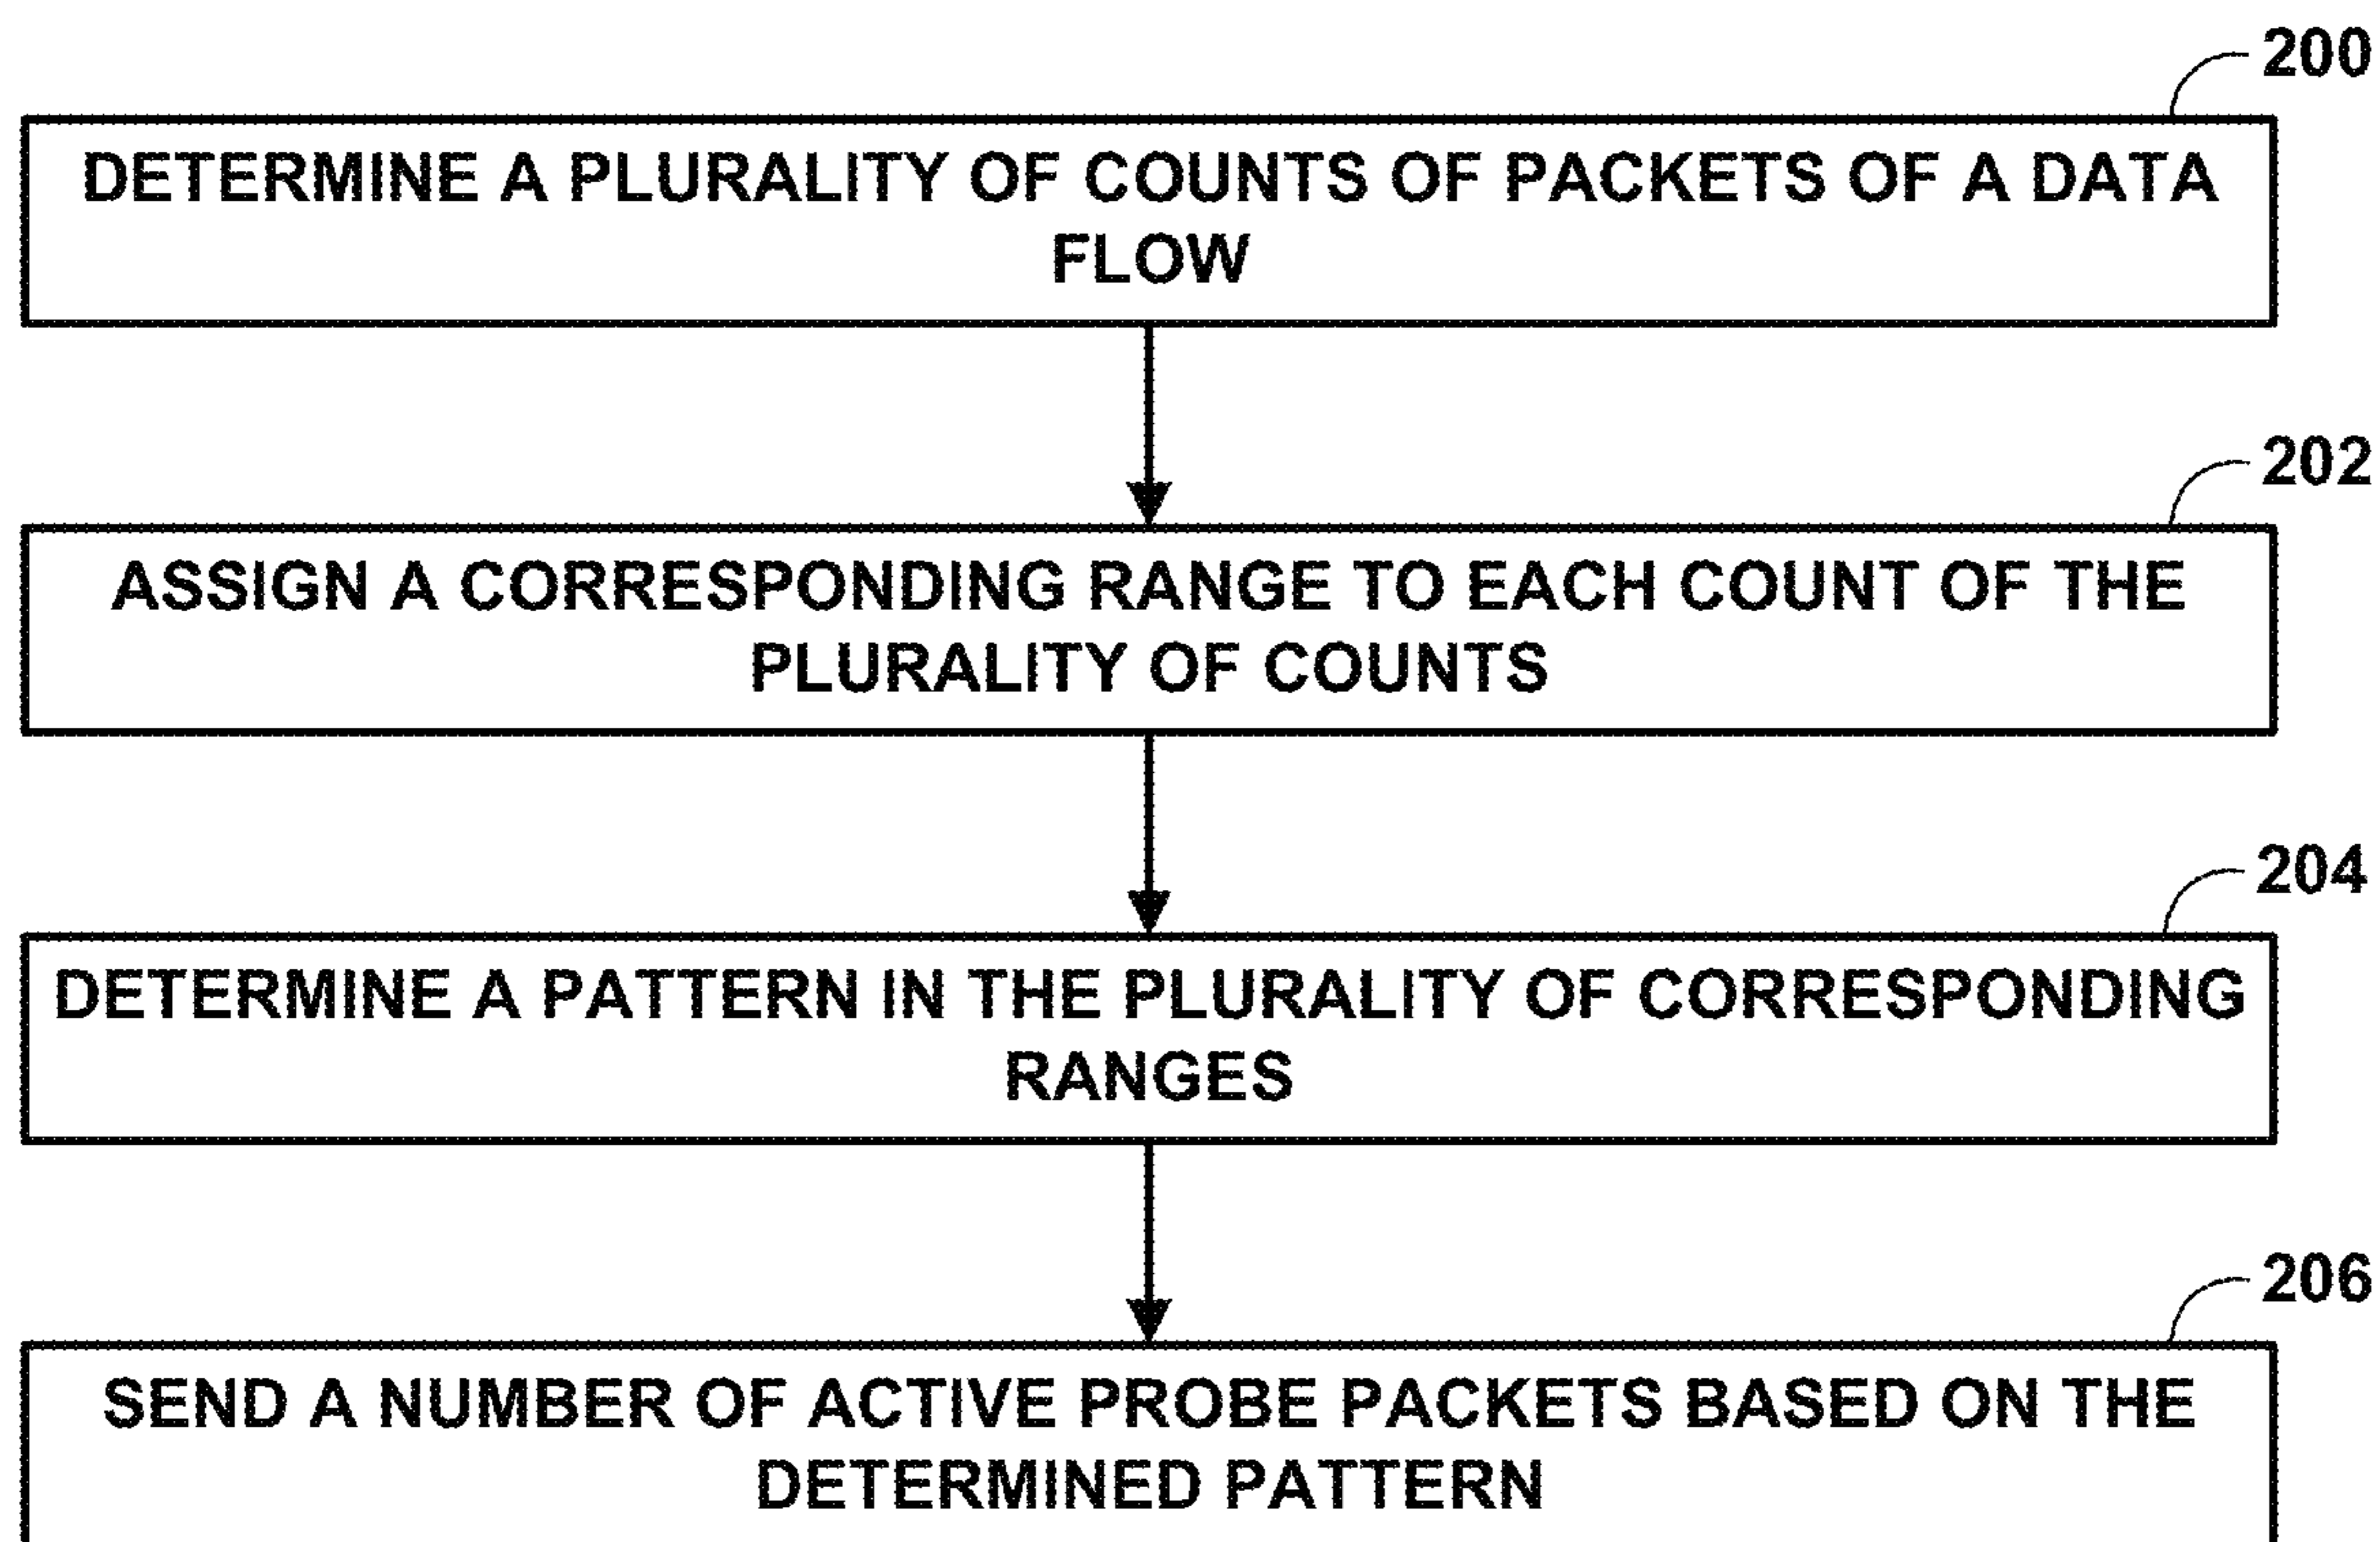 200
DETERMINE A PLURALITY OF COUNTS OF PACKETS OF A DATA
FLOW
202
ASSIGN A CORRESPONDING RANGE TO EACH COUNT OF THE
PLURALITY OF COUNTS
204
DETERMINE A PATTERN IN THE PLURALITY OF CORRESPONDING
RANGES
206
SEND A NUMBER OF ACTIVE PROBE PACKETS BASED ON THE
DETERMINED PATTERN